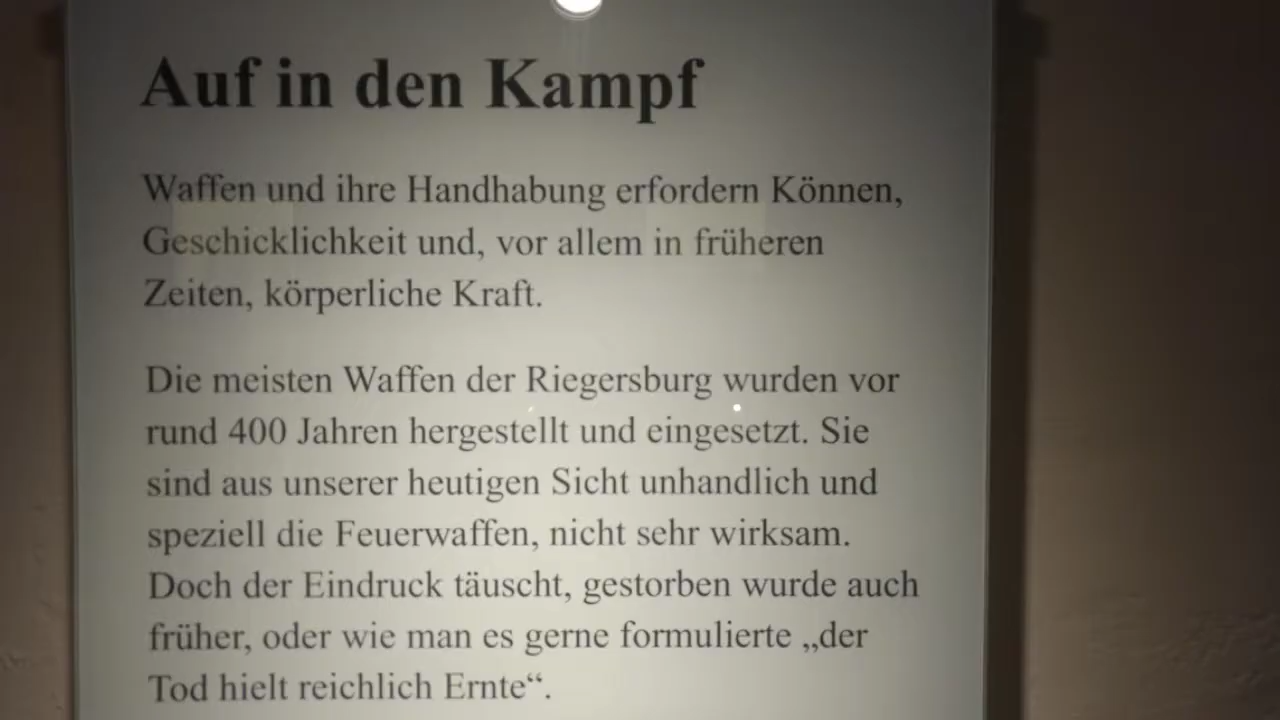 Auf in den Kampf
Waffen und ihre Handhabung erfordern Können,
Geschicklichkeit und, vor allem in früheren
Zeiten, körperliche Kraft.
Die meisten Waffen der Riegersburg wurden vor
rund 400 Jahren hergestellt und eingesetzt. Sie
sind aus unserer heutigen Sicht unhandlich und
speziell die Feuerwaffen, nicht sehr wirksam.
Doch der Eindruck täuscht, gestorben wurde auch
früher, oder wie man es gerne formulierte „der
Tod hielt reichlich Ernte“.